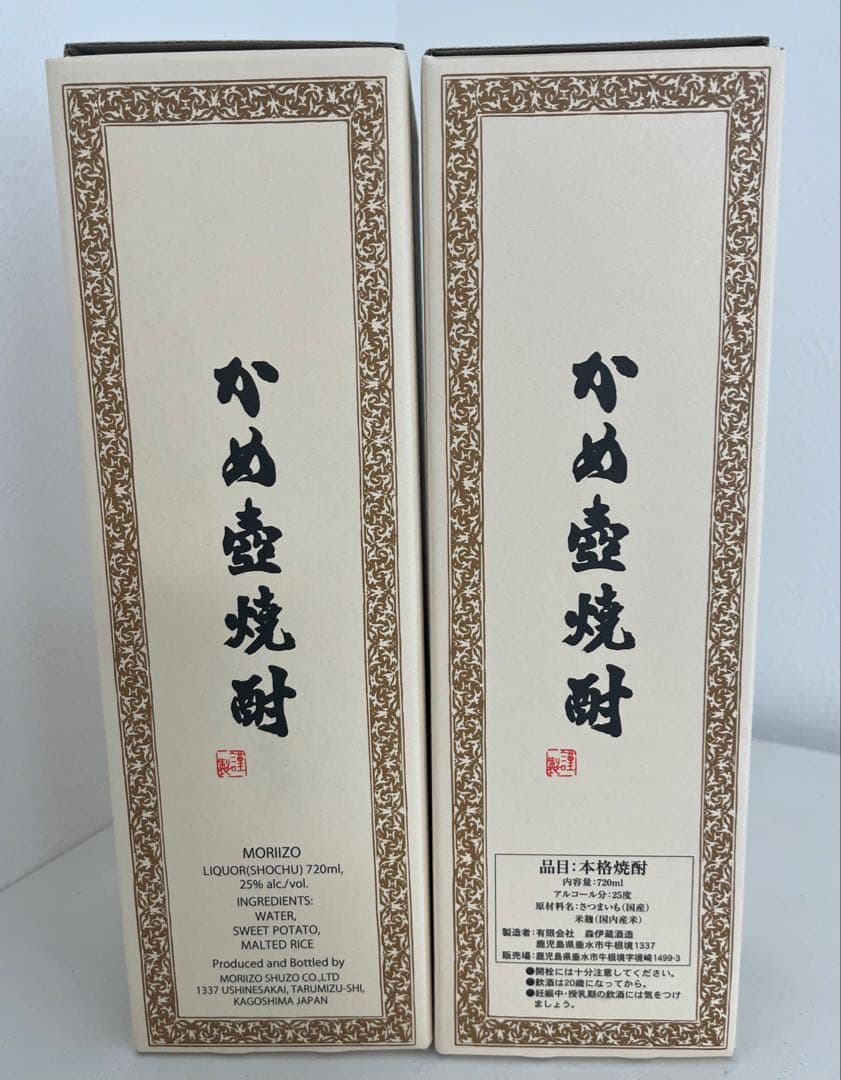 かめ壺焼酎
謹製
MORIIZO
LIQUOR(SHOCHU) 720ml,
25% alc./vol.
INGREDIENTS:
WATER,
SWEET POTATO,
MALTED RICE
Produced and Bottled by
MORIIZO SHUZO CO.,LTD
1337 USHINESAKAI, TARUMIZU-SHI,
KAGOSHIMA JAPAN
かめ壺焼酎
謹製
品目:本格焼酎
内容量:720ml
アルコール分:25度
原材料名:さつまいも(国産)
米麹(国内産米)
製造者:有限会社 森伊蔵酒造
鹿児島県垂水市牛根境1337
販売場:鹿児島県垂水市牛根境字境崎1499-3
●開栓には十分注意してください。
●飲酒は20歳になってから。
●妊娠中・授乳期の飲酒には気をつけ
ましょう。